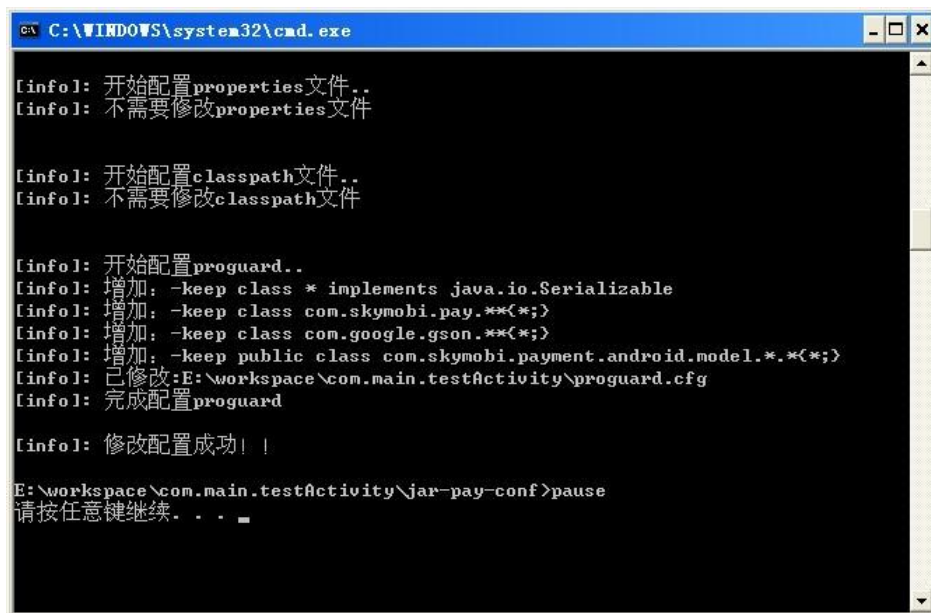 C:\WINDOWS\system32\cmd.exe
[info]: 开始配置properties文件..
[info]: 不需要修改properties文件
[info]: 开始配置classpath文件..
[info]: 不需要修改classpath文件
[info]: 开始配置proguard..
[info]: 增加: -keep class * implements java.io.Serializable
[info]: 增加: -keep class com.skymobi.pay.**{*;}
[info]: 增加: -keep class com.google.gson.**{*;}
[info]: 增加: -keep public class com.skymobi.payment.android.model.*.*{*;}
[info]: 已修改:E:\workspace\com.main.testActivity\proguard.cfg
[info]: 完成配置proguard
[info]: 修改配置成功！！
E:\workspace\com.main.testActivity\jar-pay-conf>pause
请按任意键继续. . .